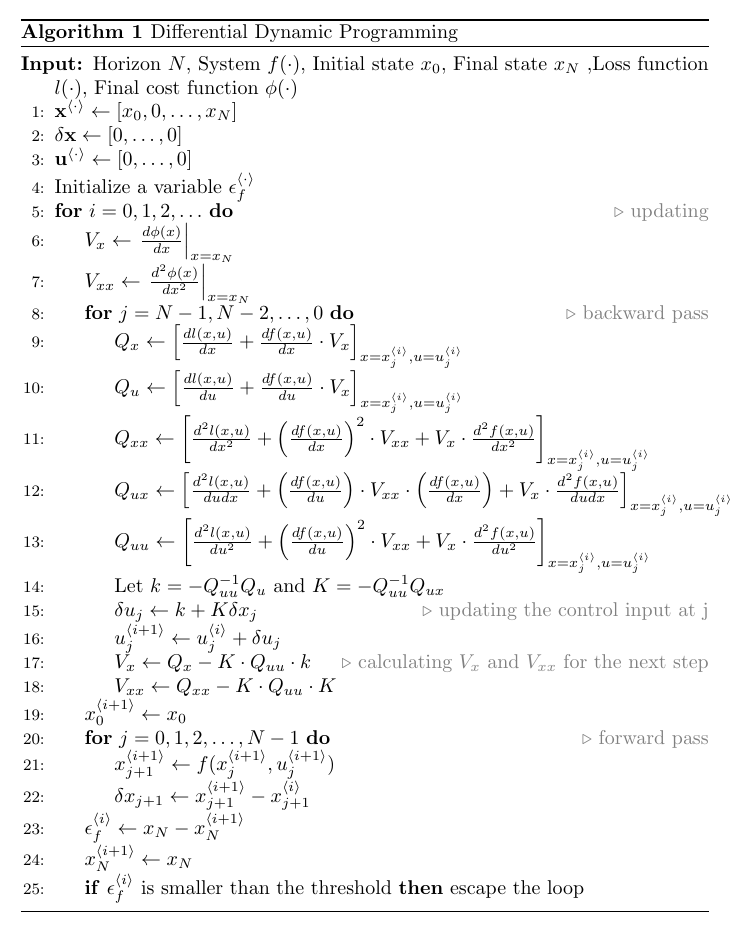 Algorithm 1 Differential Dynamic Programming
Input: Horizon $N$, System $f(\cdot)$, Initial state $x_0$, Final state $x_N$ ,Loss function
$l(\cdot)$, Final cost function $\phi(\cdot)$
1: $\mathbf{x}^{\langle\cdot\rangle} \leftarrow [x_0, 0, \ldots, x_N]$
2: $\delta\mathbf{x} \leftarrow [0, \ldots, 0]$
3: $\mathbf{u}^{\langle\cdot\rangle} \leftarrow [0, \ldots, 0]$
4: Initialize a variable $\epsilon_f^{\langle\cdot\rangle}$
5: for $i = 0, 1, 2, \ldots$ do ▷ updating
6: $V_x \leftarrow \left.\frac{d\phi(x)}{dx}\right|_{x=x_N}$
7: $V_{xx} \leftarrow \left.\frac{d^2\phi(x)}{dx^2}\right|_{x=x_N}$
8: for $j = N-1, N-2, \ldots, 0$ do ▷ backward pass
9: $Q_x \leftarrow \left[\frac{dl(x,u)}{dx} + \frac{df(x,u)}{dx} \cdot V_x\right]_{x=x_j^{\langle i\rangle},u=u_j^{\langle i\rangle}}$
10: $Q_u \leftarrow \left[\frac{dl(x,u)}{du} + \frac{df(x,u)}{du} \cdot V_x\right]_{x=x_j^{\langle i\rangle},u=u_j^{\langle i\rangle}}$
11: $Q_{xx} \leftarrow \left[\frac{d^2l(x,u)}{dx^2} + \left(\frac{df(x,u)}{dx}\right)^2 \cdot V_{xx} + V_x \cdot \frac{d^2f(x,u)}{dx^2}\right]_{x=x_j^{\langle i\rangle},u=u_j^{\langle i\rangle}}$
12: $Q_{ux} \leftarrow \left[\frac{d^2l(x,u)}{dudx} + \left(\frac{df(x,u)}{du}\right) \cdot V_{xx} \cdot \left(\frac{df(x,u)}{dx}\right) + V_x \cdot \frac{d^2f(x,u)}{dudx}\right]_{x=x_j^{\langle i\rangle},u=u_j^{\langle i\rangle}}$
13: $Q_{uu} \leftarrow \left[\frac{d^2l(x,u)}{du^2} + \left(\frac{df(x,u)}{du}\right)^2 \cdot V_{xx} + V_x \cdot \frac{d^2f(x,u)}{du^2}\right]_{x=x_j^{\langle i\rangle},u=u_j^{\langle i\rangle}}$
14: Let $k = -Q_{uu}^{-1}Q_u$ and $K = -Q_{uu}^{-1}Q_{ux}$
15: $\delta u_j \leftarrow k + K\delta x_j$ ▷ updating the control input at j
16: $u_j^{\langle i+1\rangle} \leftarrow u_j^{\langle i\rangle} + \delta u_j$
17: $V_x \leftarrow Q_x - K \cdot Q_{uu} \cdot k$ ▷ calculating $V_x$ and $V_{xx}$ for the next step
18: $V_{xx} \leftarrow Q_{xx} - K \cdot Q_{uu} \cdot K$
19: $x_0^{\langle i+1\rangle} \leftarrow x_0$
20: for $j = 0, 1, 2, \ldots, N-1$ do ▷ forward pass
21: $x_{j+1}^{\langle i+1\rangle} \leftarrow f(x_j^{\langle i+1\rangle}, u_j^{\langle i+1\rangle})$
22: $\delta x_{j+1} \leftarrow x_{j+1}^{\langle i+1\rangle} - x_{j+1}^{\langle i\rangle}$
23: $\epsilon_f^{\langle i\rangle} \leftarrow x_N - x_N^{\langle i+1\rangle}$
24: $x_N^{\langle i+1\rangle} \leftarrow x_N$
25: if $\epsilon_f^{\langle i\rangle}$ is smaller than the threshold then escape the loop